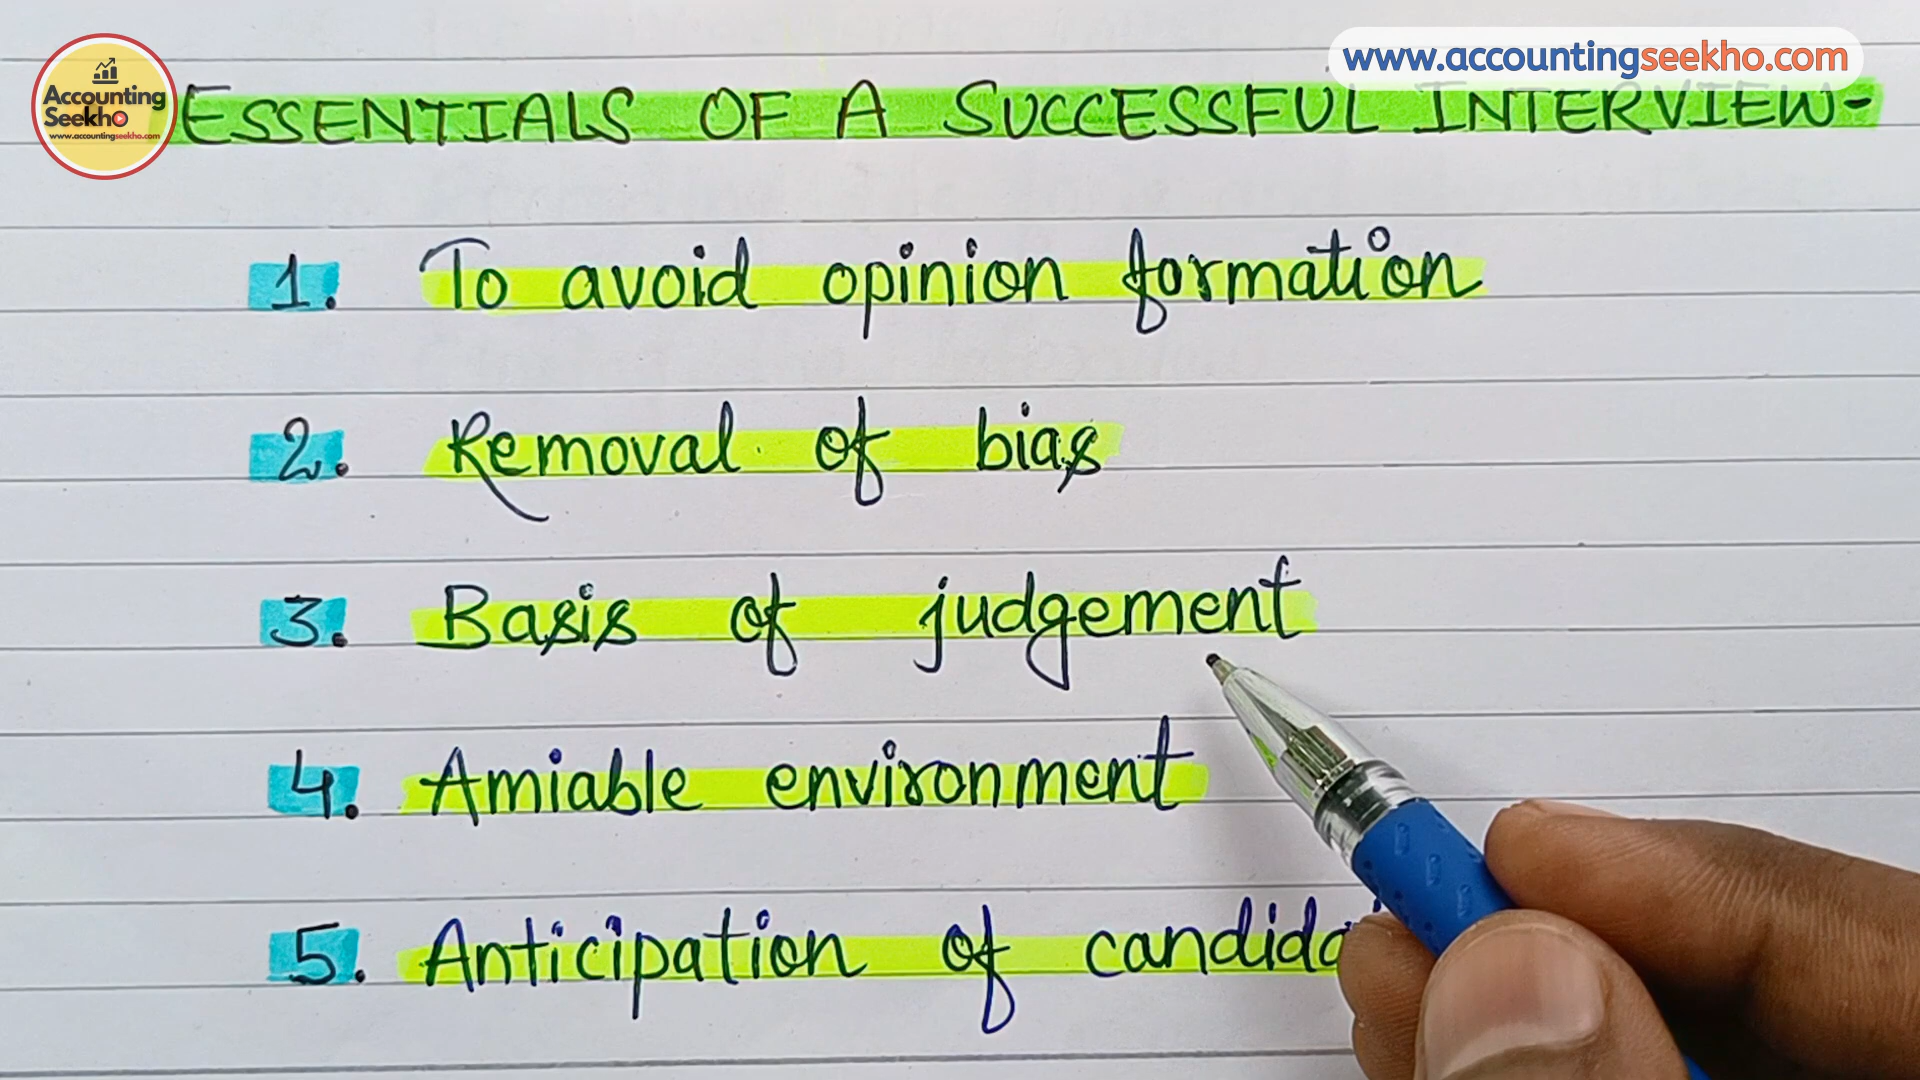 www.accountingseekho.com
Accounting
Seekho
www.accountingseekho.com
ESSENTIALS OF A SUCCESSFUL INTERVIEW-
1. To avoid opinion formation
2. Removal of bias
3. Basis of judgement
4. Amiable environment
5. Anticipation of